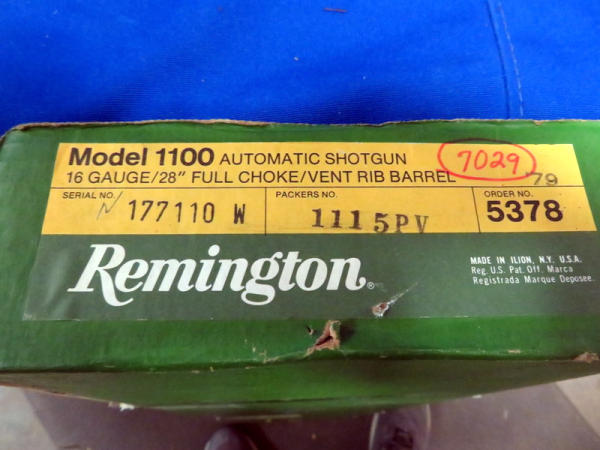 Model 1100 AUTOMATIC SHOTGUN 7029
16 GAUGE/28" FULL CHOKE/VENT RIB BARREL '79
SERIAL NO. PACKERS NO. ORDER NO.
N 177110 W 1115PV 5378
Remington®
MADE IN ILION, N.Y. U.S.A.
Reg. U.S. Pat. Off. Marca
Registrada Marque Deposee.